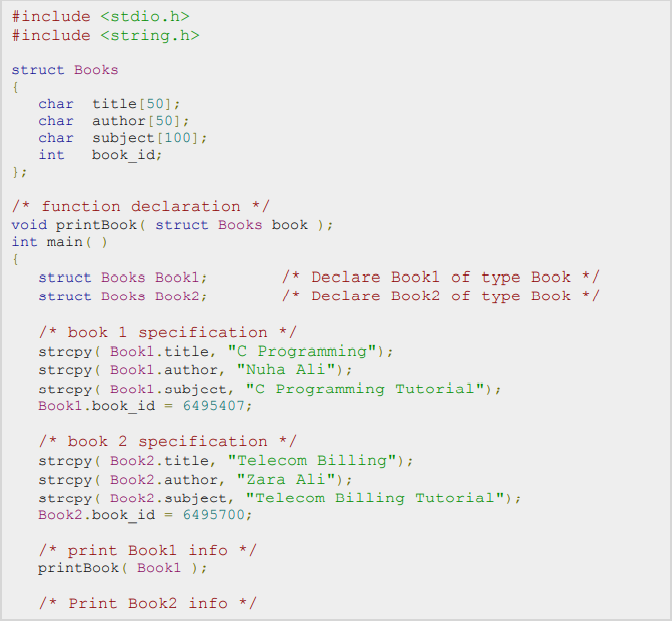 #include <stdio.h>
#include <string.h>

struct Books
{
   char  title[50];
   char  author[50];
   char  subject[100];
   int   book_id;
};

/* function declaration */
void printBook( struct Books book );
int main( )
{
   struct Books Book1;        /* Declare Book1 of type Book */
   struct Books Book2;        /* Declare Book2 of type Book */

   /* book 1 specification */
   strcpy( Book1.title, "C Programming");
   strcpy( Book1.author, "Nuha Ali");
   strcpy( Book1.subject, "C Programming Tutorial");
   Book1.book_id = 6495407;

   /* book 2 specification */
   strcpy( Book2.title, "Telecom Billing");
   strcpy( Book2.author, "Zara Ali");
   strcpy( Book2.subject, "Telecom Billing Tutorial");
   Book2.book_id = 6495700;

   /* print Book1 info */
   printBook( Book1 );

   /* Print Book2 info */